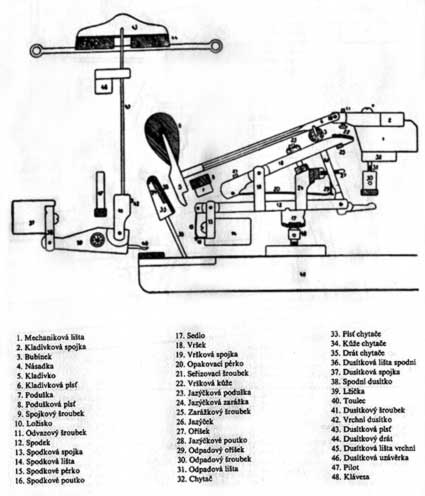 1. Mechaniková lišta
2. Kladívková spojka
3. Bubínek
4. Násadka
5. Kladívko
6. Kladívková plsť
7. Poduška
8. Podušková plsť
9. Spojkový šroubek
10. Ložisko
11. Odvazový šroubek
12. Spodek
13. Spodková spojka
14. Spodková lišta
15. Spodkové pérko
16. Spodkové poutko
17. Sedlo
18. Vršek
19. Vršková spojka
20. Opakovací pérko
21. Seřizovací šroubek
22. Vršková kůže
23. Jazýčková poduška
24. Jazýčková zarážka
25. Zarážkový šroubek
26. Jazýček
27. Oříšek
28. Jazýčkové poutko
29. Odpadový oříšek
30. Odpadový šroubek
31. Odpadová lišta
32. Chytač
33. Plsť chytače
34. Kůže chytače
35. Drát chytače
36. Dusítková lišta spodní
37. Dusítková spojka
38. Spodní dusítko
39. Lžička
40. Toulec
41. Dusítkový šroubek
42. Vrchní dusítko
43. Dusítková plsť
44. Dusítkový drát
45. Dusítková lišta vrchní
46. Dusítková uzávěrka
47. Pilot
48. Klávesa